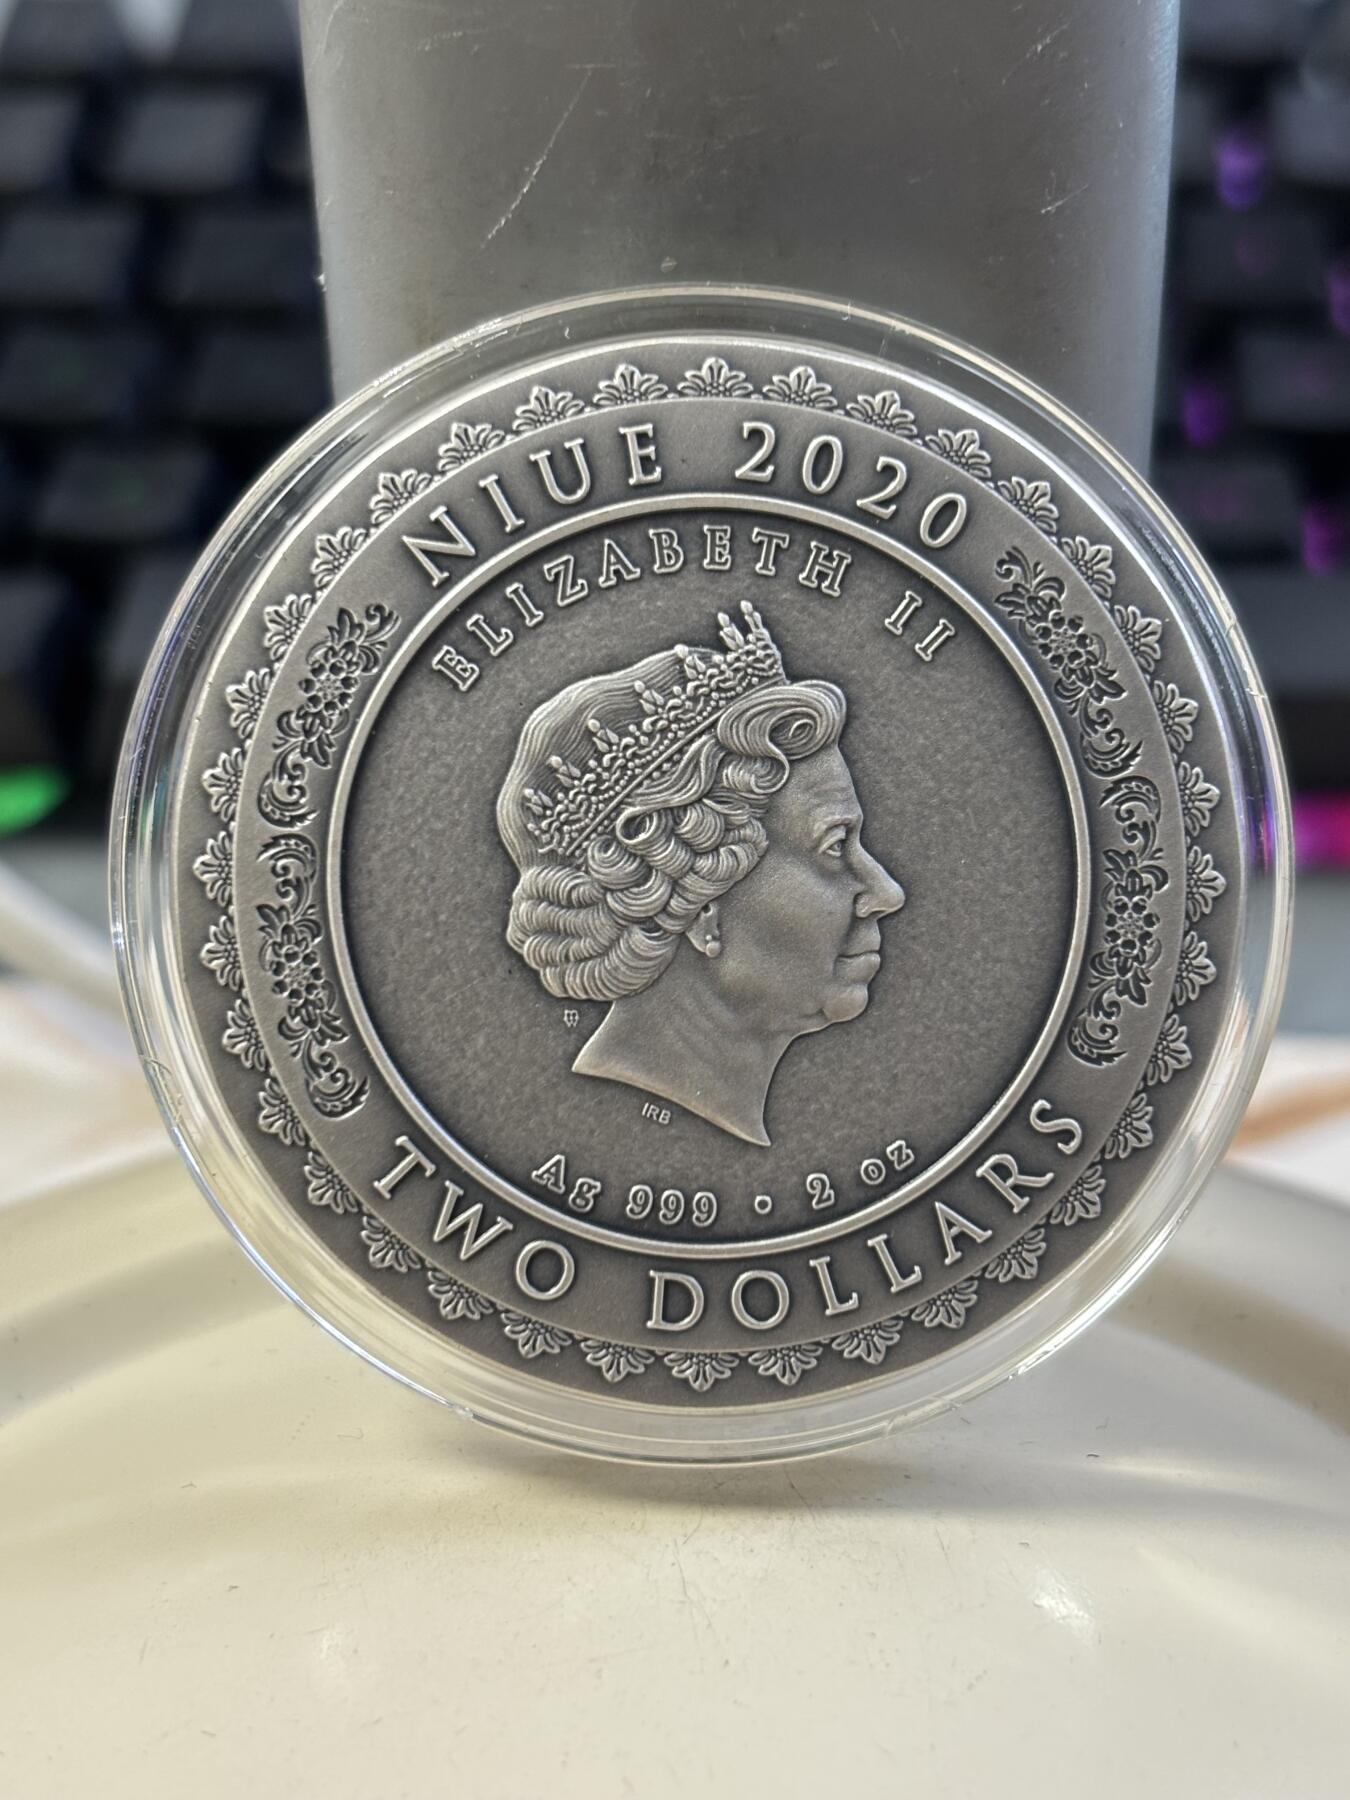 NIUE 2020
ELIZABETH II
IRB
Ag 999 • 2 oz
TWO DOLLARS